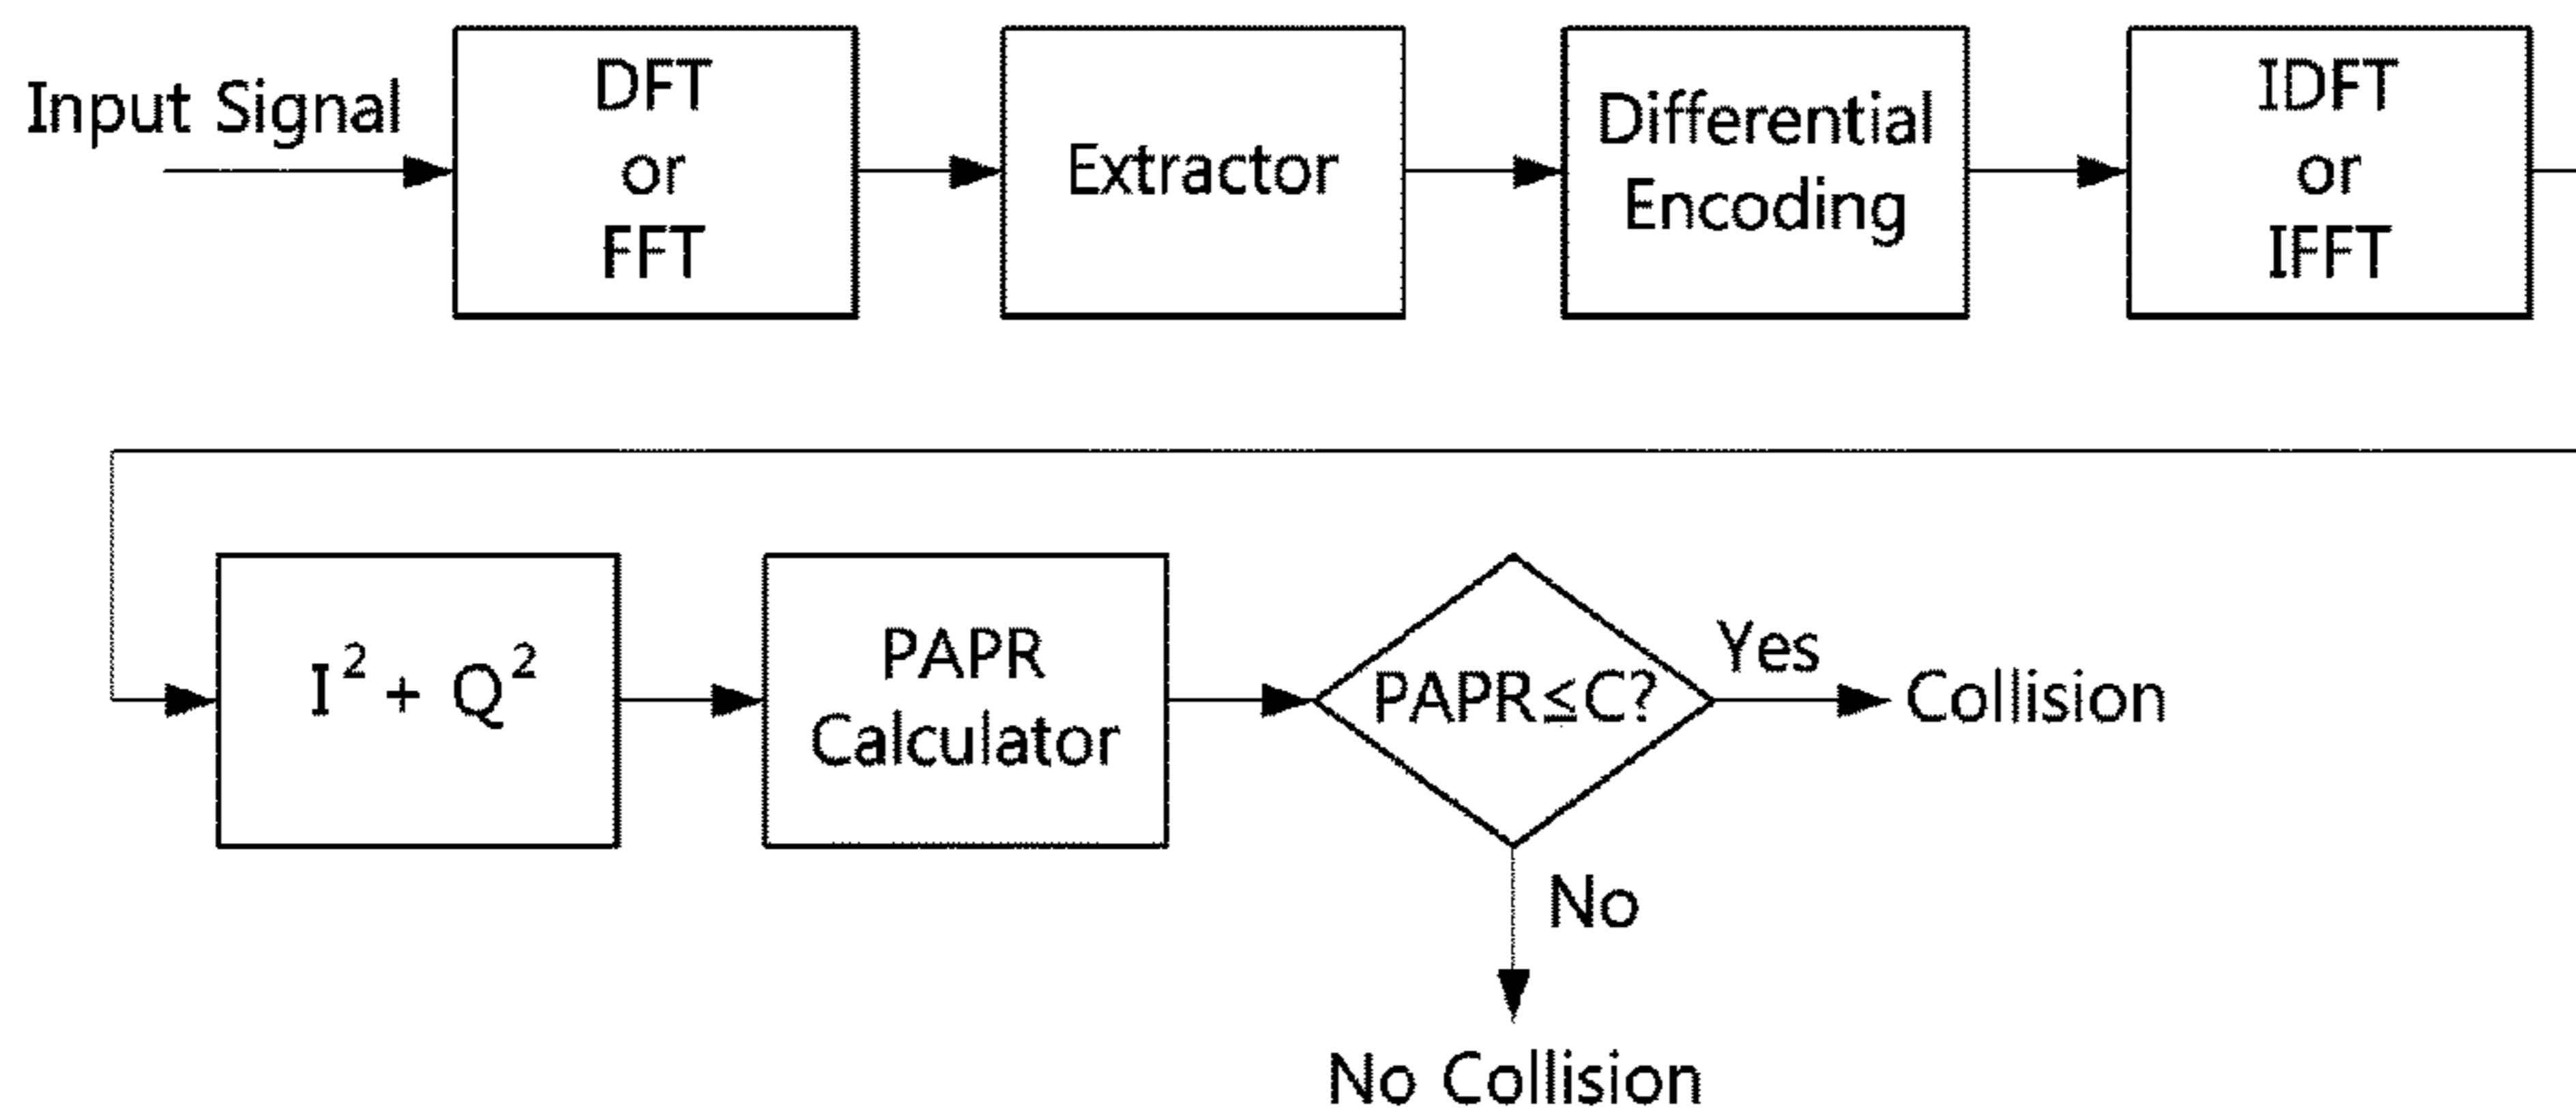 Input Signal
DFT
or
FFT
Extractor
Differential
Encoding
IDFT
or
IFFT
I² + Q²
PAPR
Calculator
PAPR≤C?
Yes
Collision
No
No Collision